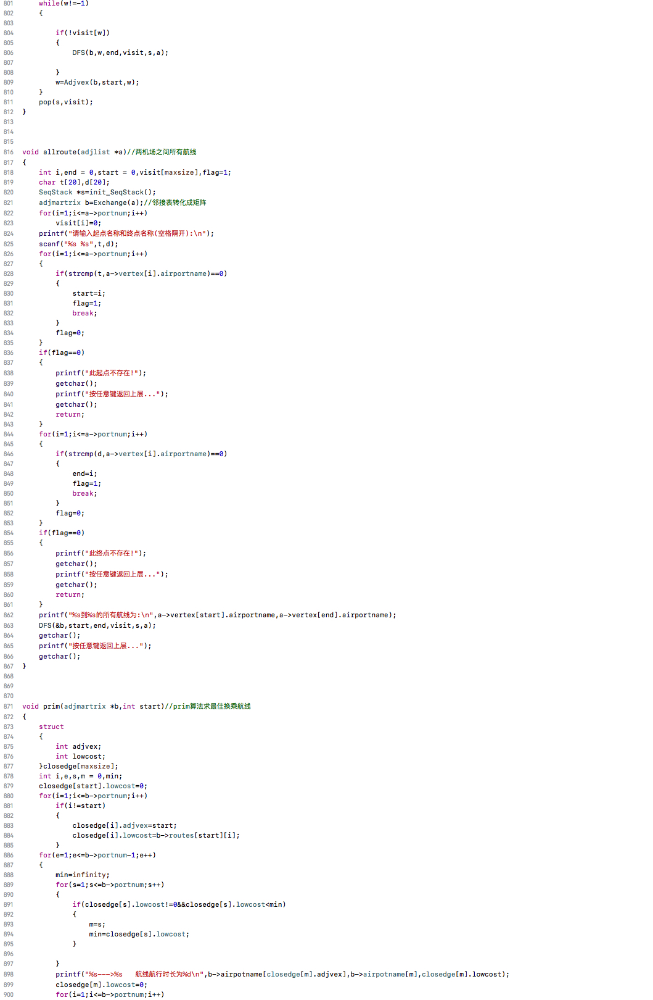 801 while(w!=-1)
802 {
803
804 if(!visit[w])
805 {
806 DFS(b,w,end,visit,s,a);
807
808 }
809 w=Adjvex(b,start,w);
810 }
811 pop(s,visit);
812 }
813
814
815
816 void allroute(adjlist *a)//两机场之间所有航线
817 {
818 int i,end = 0,start = 0,visit[maxsize],flag=1;
819 char t[20],d[20];
820 SeqStack *s=init_SeqStack();
821 adjmartrix b=Exchange(a);//邻接表转化成矩阵
822 for(i=1;i<=a->portnum;i++)
823 visit[i]=0;
824 printf("请输入起点名称和终点名称(空格隔开):\n");
825 scanf("%s %s",t,d);
826 for(i=1;i<=a->portnum;i++)
827 {
828 if(strcmp(t,a->vertex[i].airportname)==0)
829 {
830 start=i;
831 flag=1;
832 break;
833 }
834 flag=0;
835 }
836 if(flag==0)
837 {
838 printf("此起点不存在!");
839 getchar();
840 printf("按任意键返回上层...");
841 getchar();
842 return;
843 }
844 for(i=1;i<=a->portnum;i++)
845 {
846 if(strcmp(d,a->vertex[i].airportname)==0)
847 {
848 end=i;
849 flag=1;
850 break;
851 }
852 flag=0;
853 }
854 if(flag==0)
855 {
856 printf("此终点不存在!");
857 getchar();
858 printf("按任意键返回上层...");
859 getchar();
860 return;
861 }
862 printf("%s到%s的所有航线为:\n",a->vertex[start].airportname,a->vertex[end].airportname);
863 DFS(&b,start,end,visit,s,a);
864 getchar();
865 printf("按任意键返回上层...");
866 getchar();
867 }
868
869
870
871 void prim(adjmartrix *b,int start)//prim算法求最佳换乘航线
872 {
873 struct
874 {
875 int adjvex;
876 int lowcost;
877 }closedge[maxsize];
878 int i,e,s,m = 0,min;
879 closedge[start].lowcost=0;
880 for(i=1;i<=b->portnum;i++)
881 if(i!=start)
882 {
883 closedge[i].adjvex=start;
884 closedge[i].lowcost=b->routes[start][i];
885 }
886 for(e=1;e<=b->portnum-1;e++)
887 {
888 min=infinity;
889 for(s=1;s<=b->portnum;s++)
890 {
891 if(closedge[s].lowcost!=0&&closedge[s].lowcost<min)
892 {
893 m=s;
894 min=closedge[s].lowcost;
895 }
896
897 }
898 printf("%s--->%s   航线航行时长为%d\n",b->airpotname[closedge[m].adjvex],b->airpotname[m],closedge[m].lowcost);
899 closedge[m].lowcost=0;
900 for(i=1;i<=b->portnum;i++)